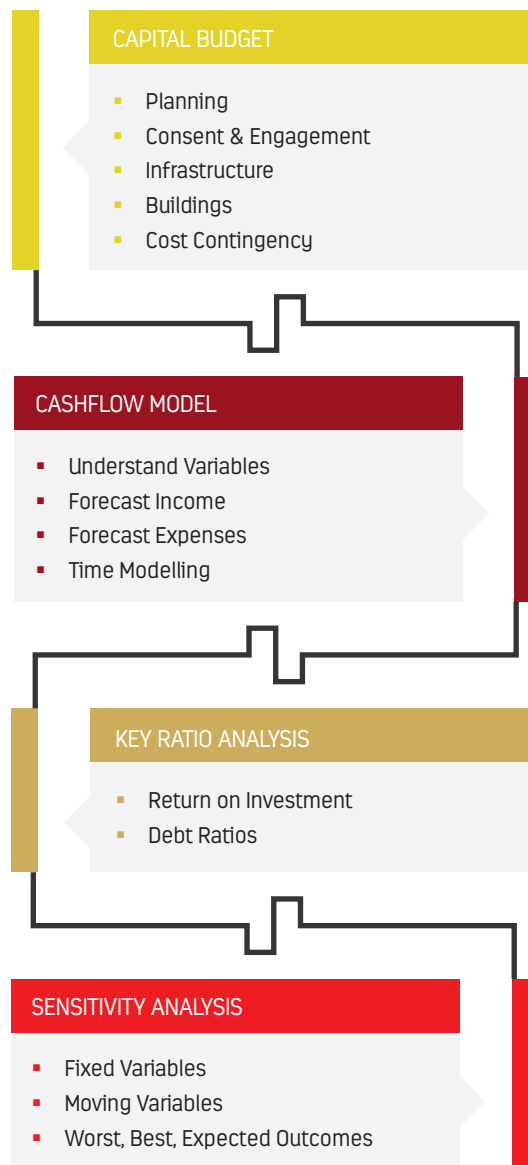 CAPITAL BUDGET
▪ Planning
▪ Consent & Engagement
▪ Infrastructure
▪ Buildings
▪ Cost Contingency
CASHFLOW MODEL
▪ Understand Variables
▪ Forecast Income
▪ Forecast Expenses
▪ Time Modelling
KEY RATIO ANALYSIS
▪ Return on Investment
▪ Debt Ratios
SENSITIVITY ANALYSIS
▪ Fixed Variables
▪ Moving Variables
▪ Worst, Best, Expected Outcomes